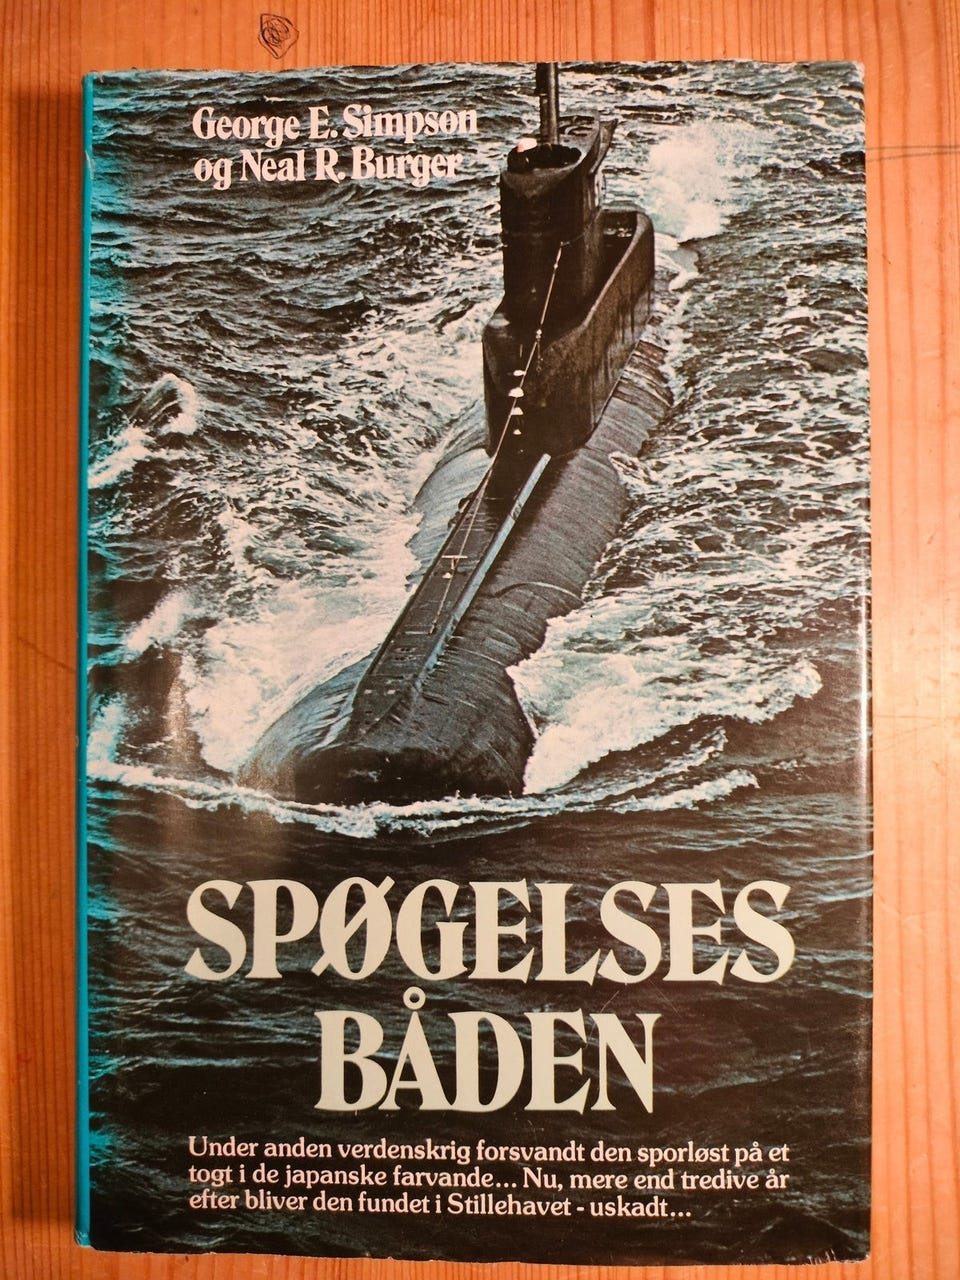 George E. Simpson
og Neal R. Burger
SPØGELSES
BÅDEN
Under anden verdenskrig forsvandt den sporløst på et
togt i de japanske farvande... Nu, mere end tredive år
efter bliver den fundet i Stillehavet - uskadt...